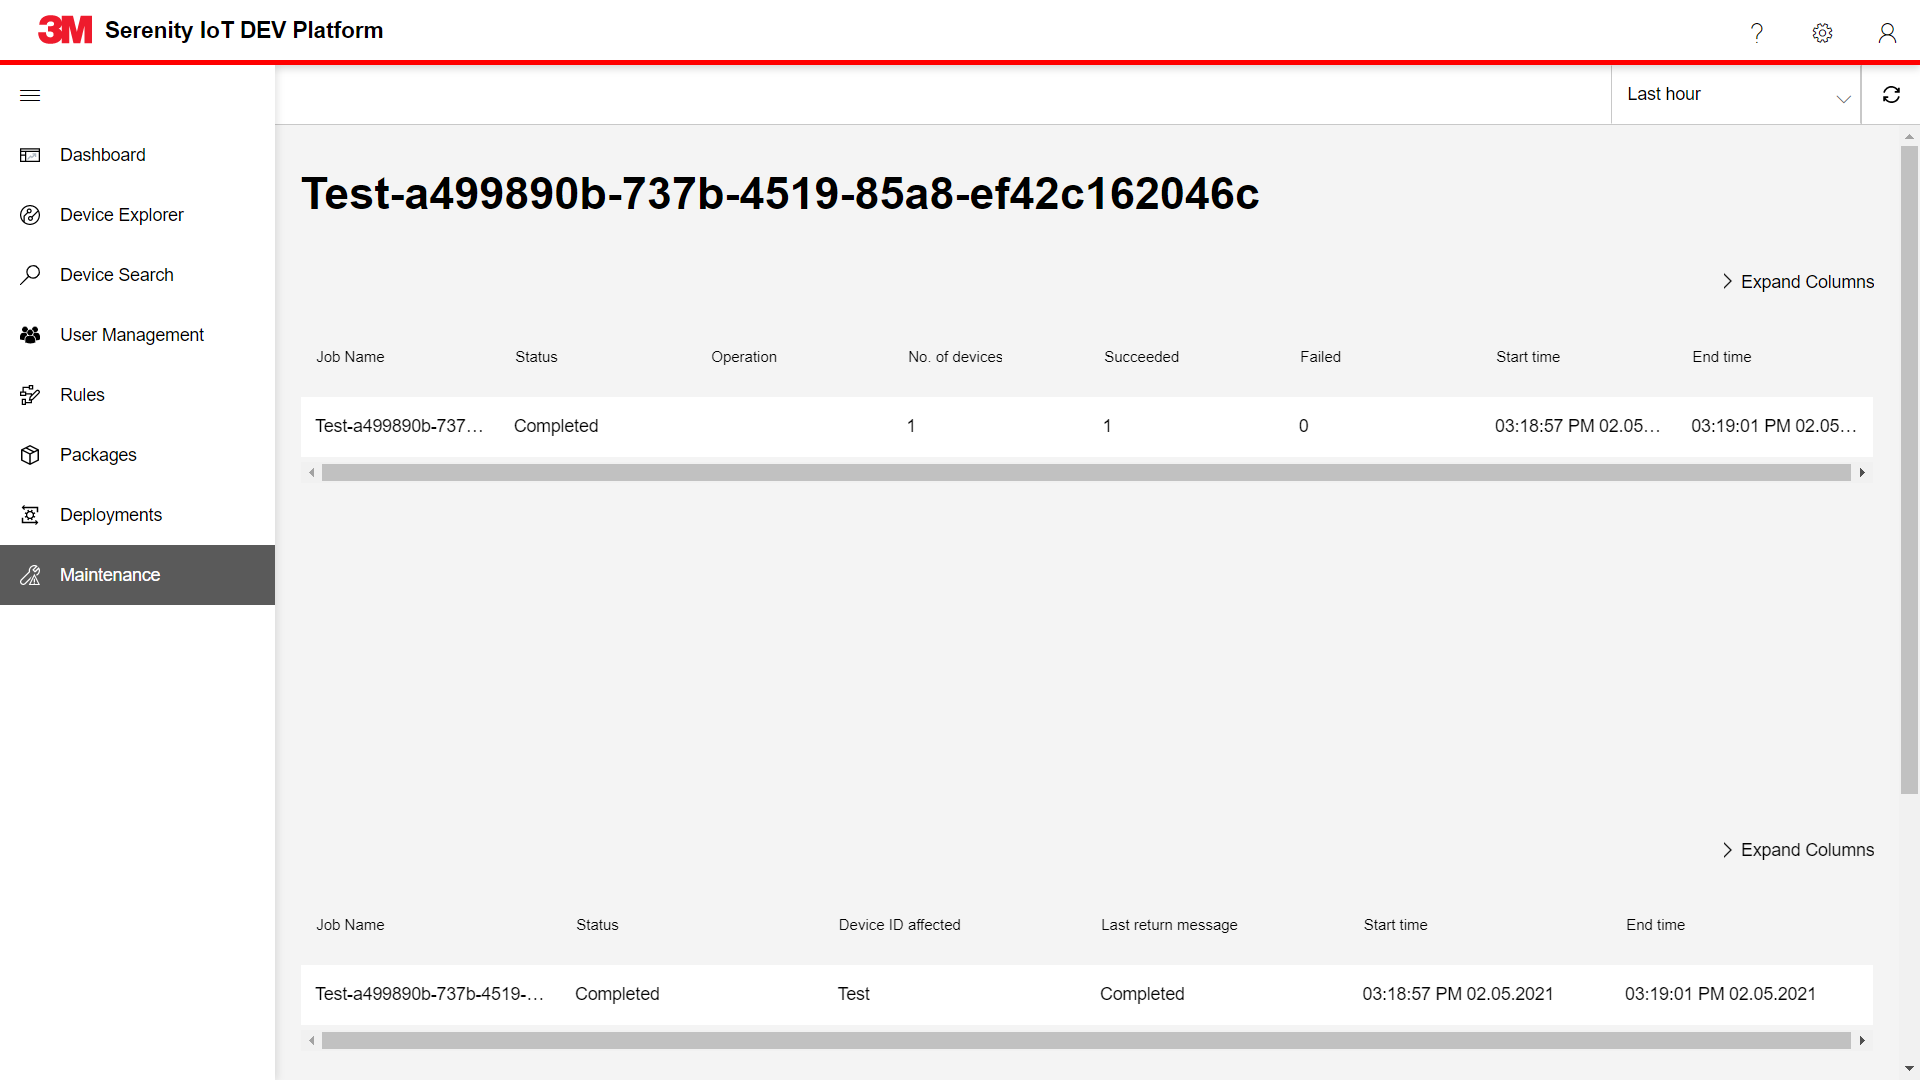 3M Serenity IoT DEV Platform
Last hour
Dashboard
Device Explorer
Device Search
User Management
Rules
Packages
Deployments
Maintenance
Test-a499890b-737b-4519-85a8-ef42c162046c
Expand Columns
Job Name Status Operation No. of devices Succeeded Failed Start time End time
Test-a499890b-737... Completed 1 1 0 03:18:57 PM 02.05... 03:19:01 PM 02.05...
Expand Columns
Job Name Status Device ID affected Last return message Start time End time
Test-a499890b-737b-4519-... Completed Test Completed 03:18:57 PM 02.05.2021 03:19:01 PM 02.05.2021